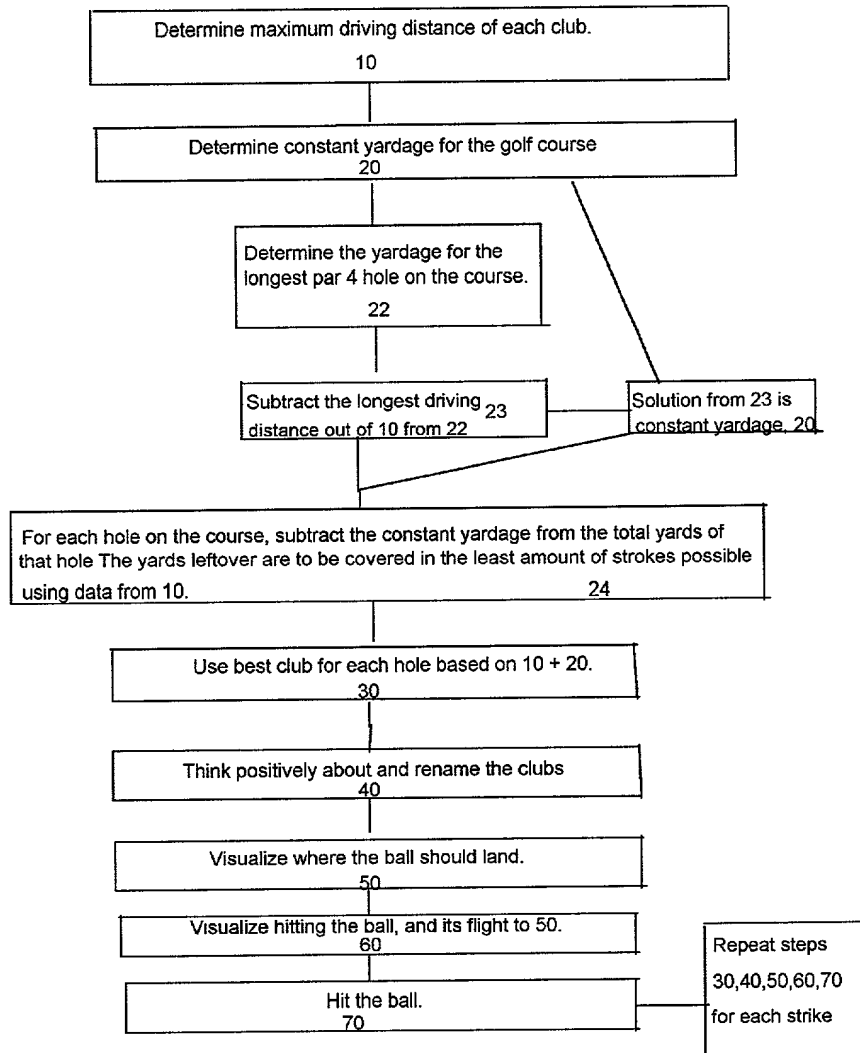 Determine maximum driving distance of each club.
10
Determine constant yardage for the golf course
20
Determine the yardage for the
longest par 4 hole on the course.
22
Subtract the longest driving 23
distance out of 10 from 22
Solution from 23 is
constant yardage, 20
For each hole on the course, subtract the constant yardage from the total yards of
that hole The yards leftover are to be covered in the least amount of strokes possible
using data from 10. 24
Use best club for each hole based on 10 + 20.
30
Think positively about and rename the clubs
40
Visualize where the ball should land.
50
Visualize hitting the ball, and its flight to 50.
60
Hit the ball.
70
Repeat steps
30,40,50,60,70
for each strike